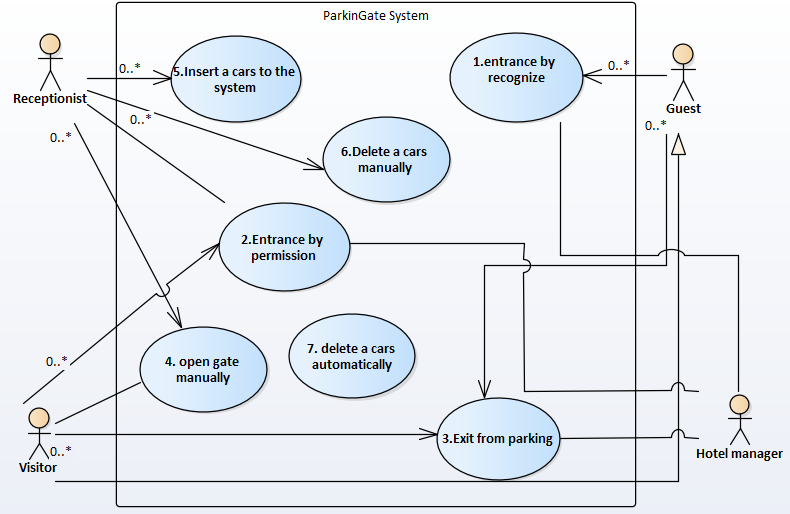 ParkinGate System
Receptionist
0..*
5.Insert a cars to the
system
1.entrance by
recognize
0..*
Guest
0..*
0..*
0..*
6.Delete a cars
manually
2.Entrance by
permission
0..*
4. open gate
manually
7. delete a cars
automatically
3.Exit from parking
Visitor
0..*
Hotel manager